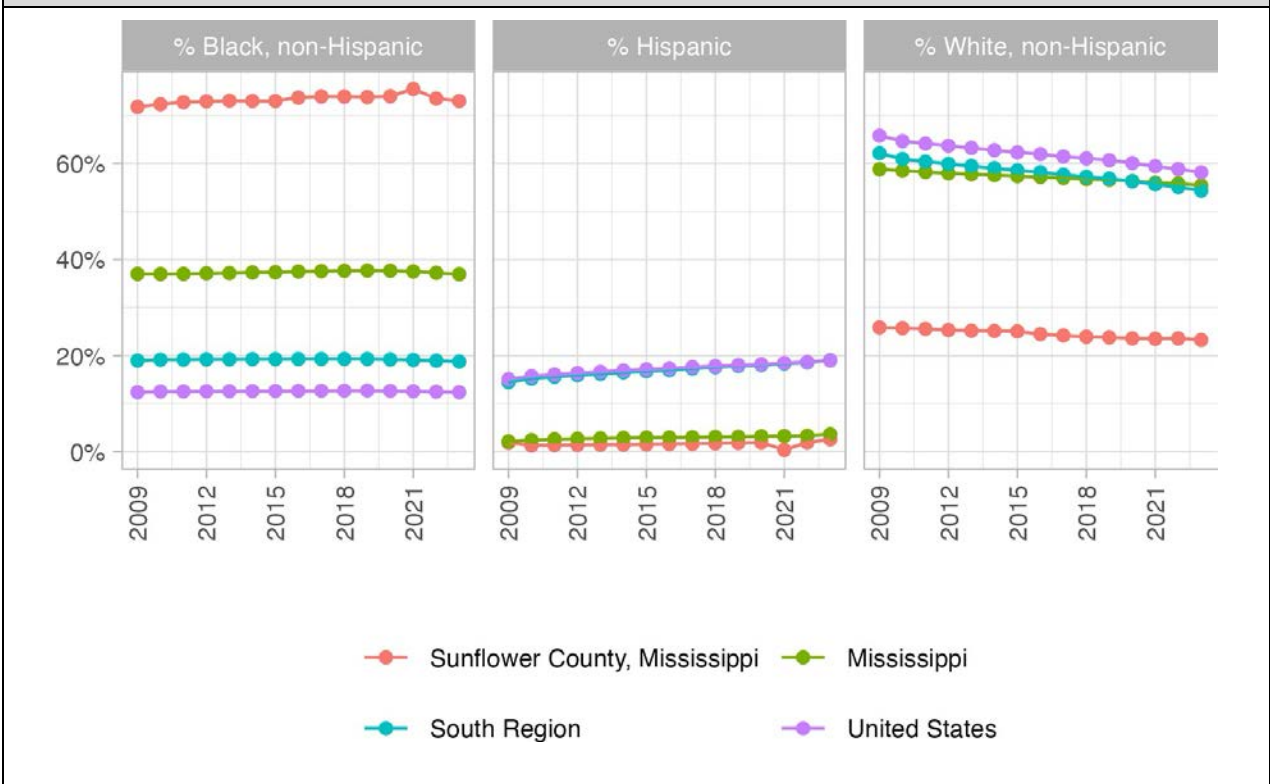 % Black, non-Hispanic % Hispanic % White, non-Hispanic
60%
40%
20%
0%
2009 2012 2015 2018 2021 2009 2012 2015 2018 2021 2009 2012 2015 2018 2021
Sunflower County, Mississippi Mississippi
South Region United States